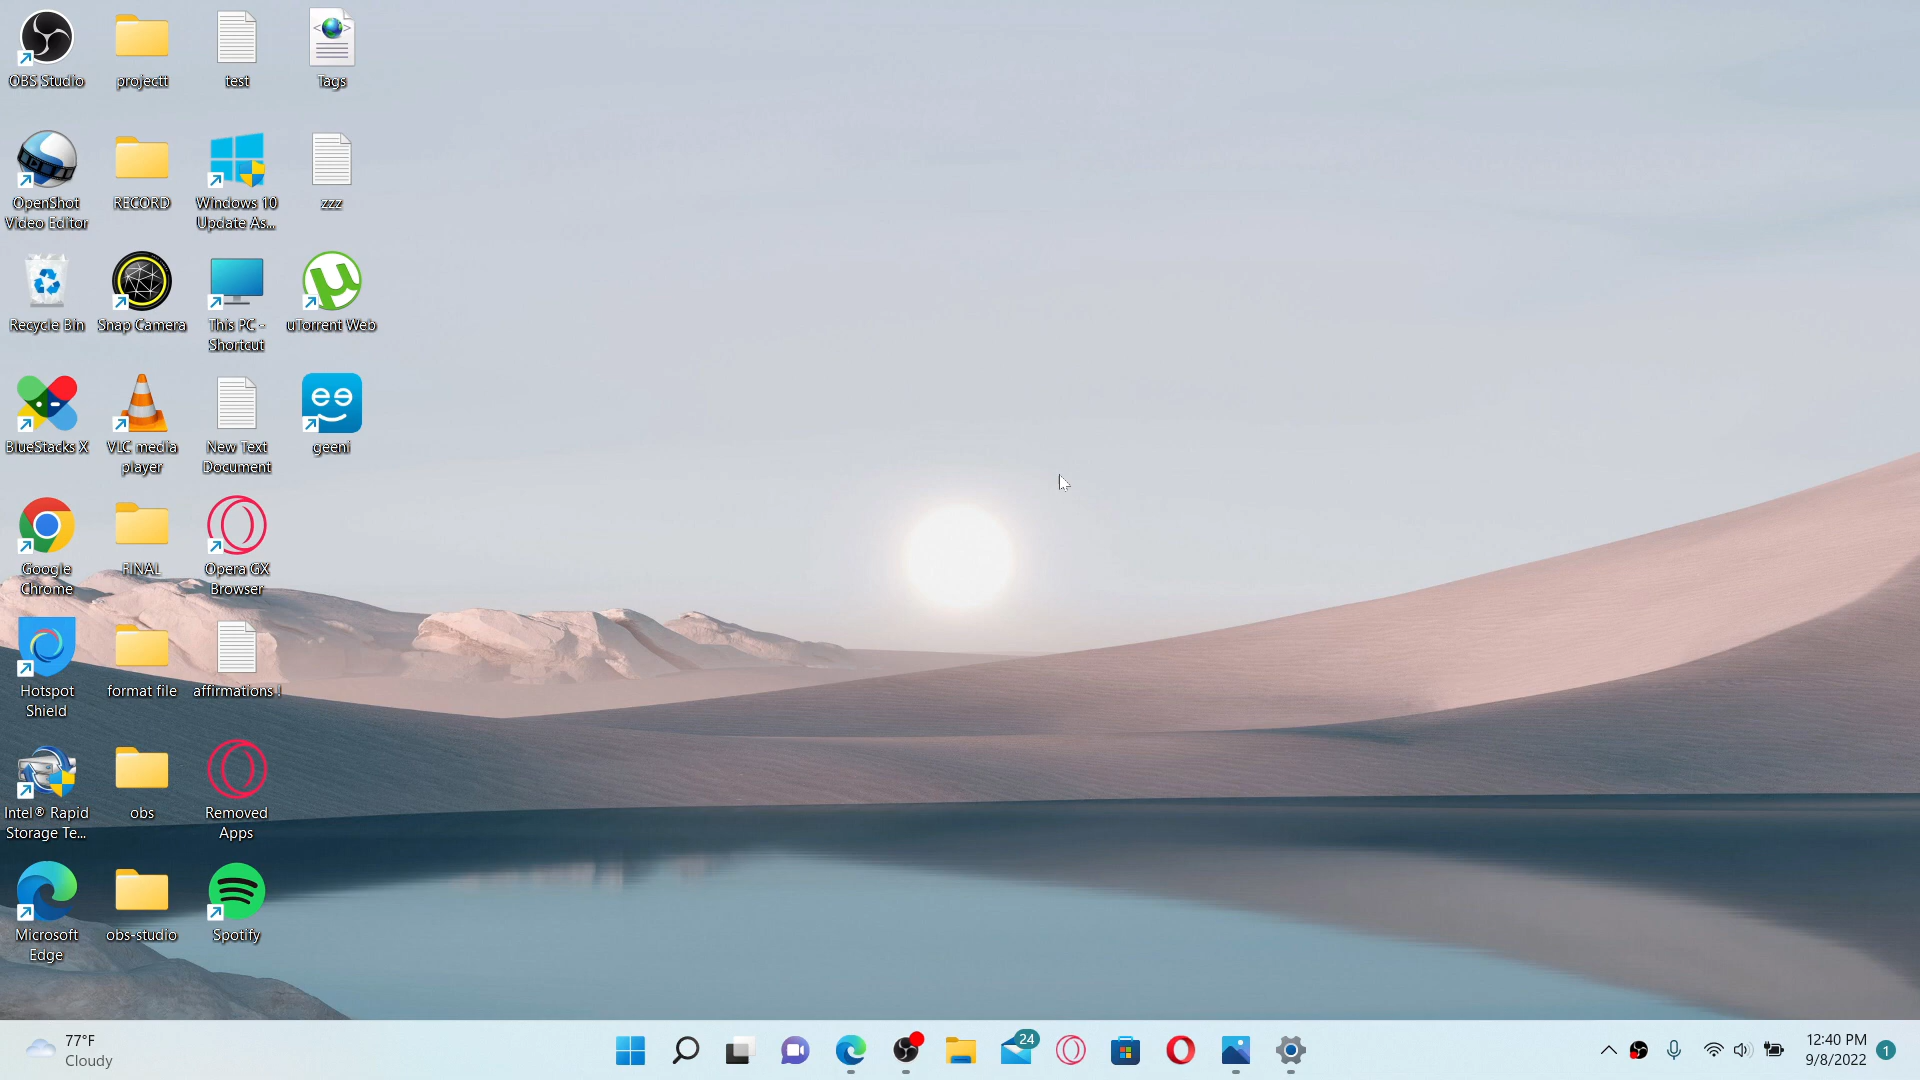 OBS Studio
projectt
test
Tags
OpenShot
Video Editor
RECORD
Windows 10
Update As...
zzz
Recycle Bin
Snap Camera
This PC -
Shortcut
uTorrent Web
BlueStacks X
VLC media
player
New Text
Document
geeni
Google
Chrome
FINAL
Opera GX
Browser
Hotspot
Shield
format file
affirmations !
Intel® Rapid
Storage Te...
obs
Removed
Apps
Microsoft
Edge
obs-studio
Spotify
77°F
Cloudy
24
12:40 PM
9/8/2022
1